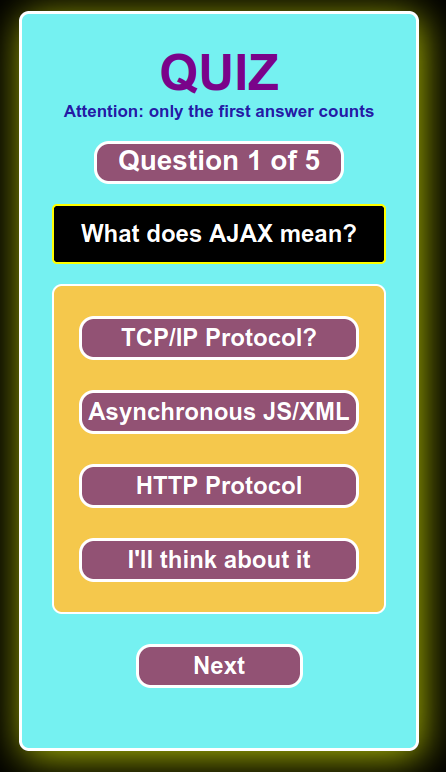 QUIZ
Attention: only the first answer counts
Question 1 of 5
What does AJAX mean?
TCP/IP Protocol?
Asynchronous JS/XML
HTTP Protocol
I'll think about it
Next